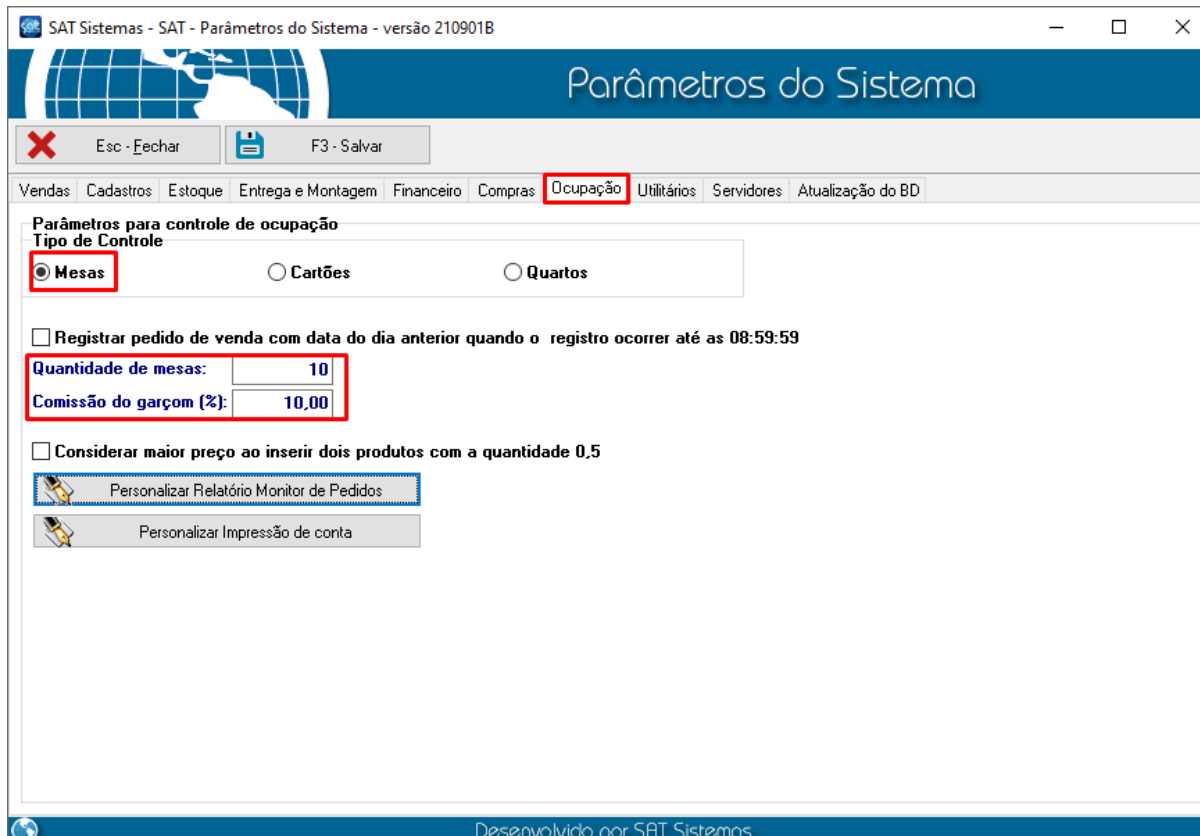 SAT Sistemas - SAT - Parâmetros do Sistema - versão 210901B
Parâmetros do Sistema
Esc - Fechar F3 - Salvar
Vendas Cadastros Estoque Entrega e Montagem Financeiro Compras Ocupação Utilitários Servidores Atualização do BD
Parâmetros para controle de ocupação
Tipo de Controle
Mesas Cartões Quartos
Registrar pedido de venda com data do dia anterior quando o registro ocorrer até as 08:59:59
Quantidade de mesas: 10
Comissão do garçom (%): 10,00
Considerar maior preço ao inserir dois produtos com a quantidade 0,5
Personalizar Relatório Monitor de Pedidos
Personalizar Impressão de conta
Desenvolvido por SAT Sistemas